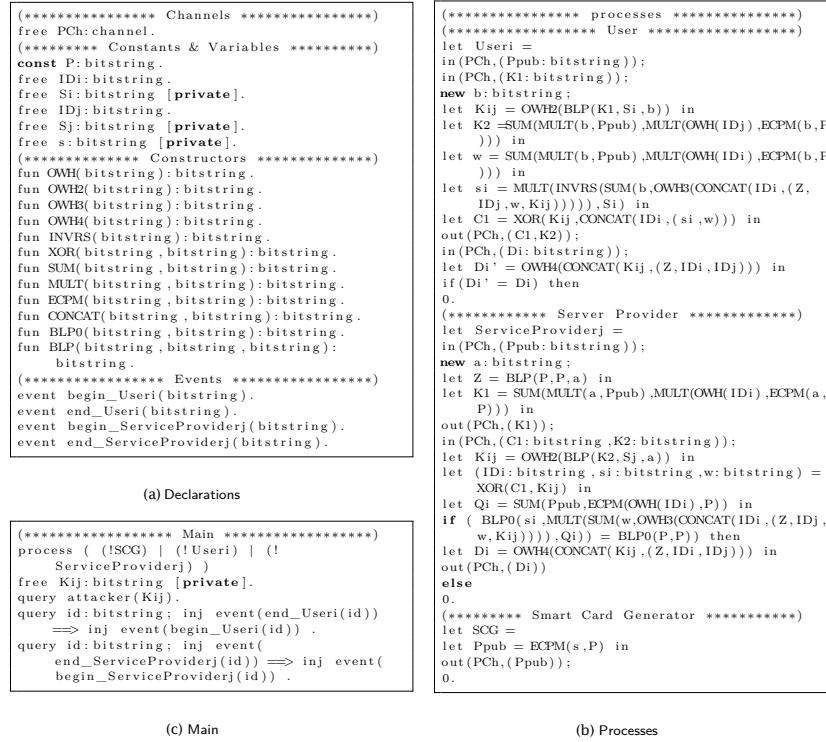 (**************** Channels ****************)
free PCh:channel.
(********* Constants & Variables **********)
const P:bitstring.
free IDi:bitstring.
free Si:bitstring [private].
free IDj:bitstring.
free Sj:bitstring [private].
free s:bitstring [private].
(************** Constructors **************)
fun OWH(bitstring):bitstring.
fun OWH2(bitstring):bitstring.
fun OWH3(bitstring):bitstring.
fun OWH4(bitstring):bitstring.
fun INVRS(bitstring):bitstring.
fun XOR(bitstring,bitstring):bitstring.
fun SUM(bitstring,bitstring):bitstring.
fun MULT(bitstring,bitstring):bitstring.
fun ECPM(bitstring,bitstring):bitstring.
fun CONCAT(bitstring,bitstring):bitstring.
fun BLP0(bitstring,bitstring):bitstring.
fun BLP(bitstring,bitstring,bitstring):
bitstring.
(***************** Events *****************)
event begin_Useri(bitstring).
event end_Useri(bitstring).
event begin_ServiceProviderj(bitstring).
event end_ServiceProviderj(bitstring).
(a) Declarations
(****************** Main ******************)
process ( (!SCG) | (!Useri) | (!
ServiceProviderj) )
free Kij:bitstring [private].
query attacker(Kij).
query id:bitstring; inj event(end_Useri(id))
==> inj event(begin_Useri(id)) .
query id:bitstring; inj event(
end_ServiceProviderj(id)) ==> inj event(
begin_ServiceProviderj(id)) .
(c) Main
(**************** processes ***************)
(****************** User ******************)
let Useri =
in(PCh,(Ppub:bitstring));
in(PCh,(K1:bitstring));
new b:bitstring;
let Kij = OWH2(BLP(K1,Si,b)) in
let K2 =SUM(MULT(b,Ppub),MULT(OWH(IDj),ECPM(b,P
))) in
let w = SUM(MULT(b,Ppub),MULT(OWH(IDi),ECPM(b,P
))) in
let si = MULT(INVRS(SUM(b,OWH3(CONCAT(IDi,(Z,
IDj,w,Kij))))),Si) in
let C1 = XOR(Kij,CONCAT(IDi,(si,w))) in
out(PCh,(C1,K2));
in(PCh,(Di:bitstring));
let Di' = OWH4(CONCAT(Kij,(Z,IDi,IDj))) in
if(Di' = Di) then
0.
(************ Server Provider *************)
let ServiceProviderj =
in(PCh,(Ppub:bitstring));
new a:bitstring;
let Z = BLP(P,P,a) in
let K1 = SUM(MULT(a,Ppub),MULT(OWH(IDi),ECPM(a,
P))) in
out(PCh,(K1));
in(PCh,(C1:bitstring,K2:bitstring));
let Kij = OWH2(BLP(K2,Sj,a)) in
let (IDi:bitstring,si:bitstring,w:bitstring) =
XOR(C1,Kij) in
let Qi = SUM(Ppub,ECPM(OWH(IDi),P)) in
if ( BLP0(si,MULT(SUM(w,OWH3(CONCAT(IDi,(Z,IDj,
w,Kij)))),Qi)) = BLP0(P,P)) then
let Di = OWH4(CONCAT(Kij,(Z,IDi,IDj))) in
out(PCh,(Di))
else
0.
(********* Smart Card Generator ***********)
let SCG =
let Ppub = ECPM(s,P) in
out(PCh,(Ppub));
0.
(b) Processes